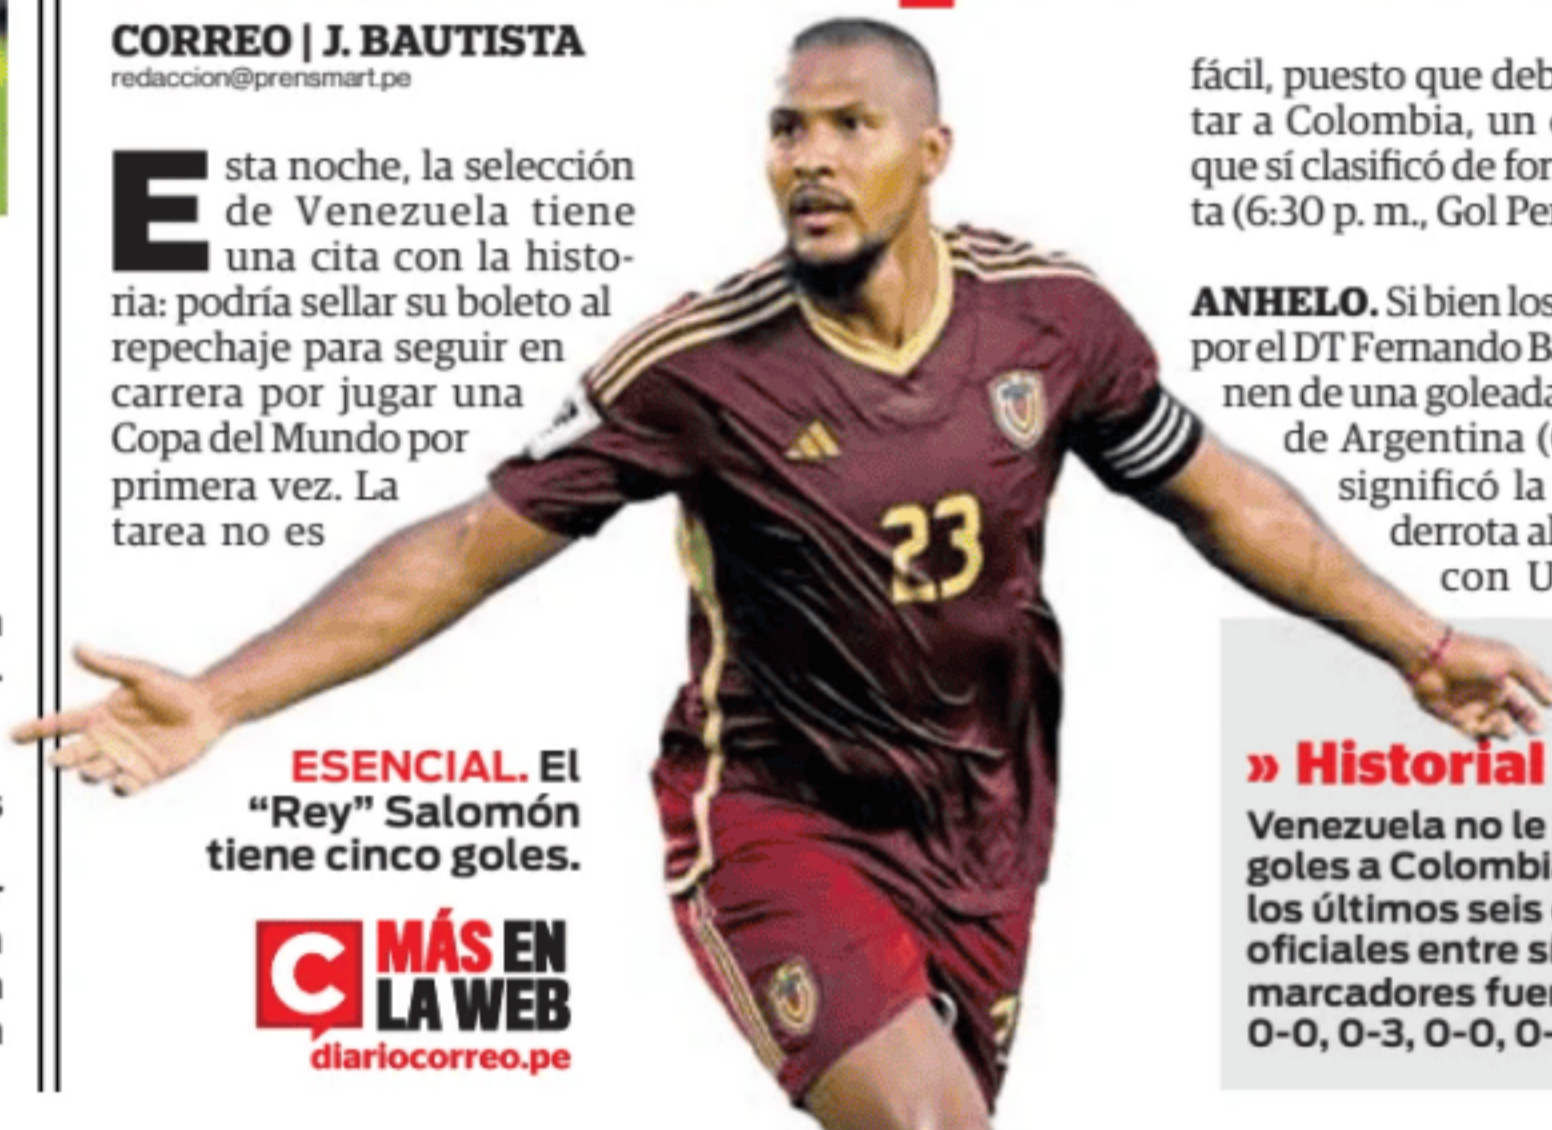 CORREO | J. BAUTISTA
redaccion@prensmart.pe
Esta noche, la selección
de Venezuela tiene
una cita con la histo-
ria: podría sellar su boleto al
repechaje para seguir en
carrera por jugar una
Copa del Mundo por
primera vez. La
tarea no es
23
ESENCIAL. El
“Rey” Salomón
tiene cinco goles.
C MÁS EN
LA WEB
diariocorreo.pe
fácil, puesto que deb
tar a Colombia, un
que sí clasificó de for
ta (6:30 p. m., Gol Pe
ANHELO. Si bien los
por el DT Fernando B
nen de una goleada
de Argentina (
significó la
derrota al
con U
» Historial
Venezuela no le
goles a Colombi
los últimos seis
oficiales entre sí
marcadores fuer
0-0, 0-3, 0-0, 0-